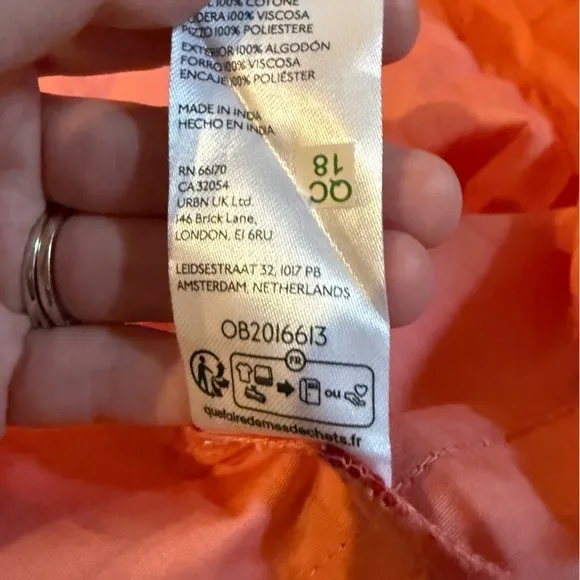 100% COTONE
FODERA 100% VISCOSA
PIZZO 100% POLIESTERE
EXTERIOR 100% ALGODÓN
FORRO 100% VISCOSA
ENCAJE 100% POLIÉSTER
MADE IN INDIA
HECHO EN INDIA
QC
18
RN 66170
CA 32054
URBN UK Ltd.
146 Brick Lane,
LONDON, E1 6RU
LEIDSESTRAAT 32, 1017 PB
AMSTERDAM, NETHERLANDS
OB2016613
FR
ou
quefairedemesdechets.fr